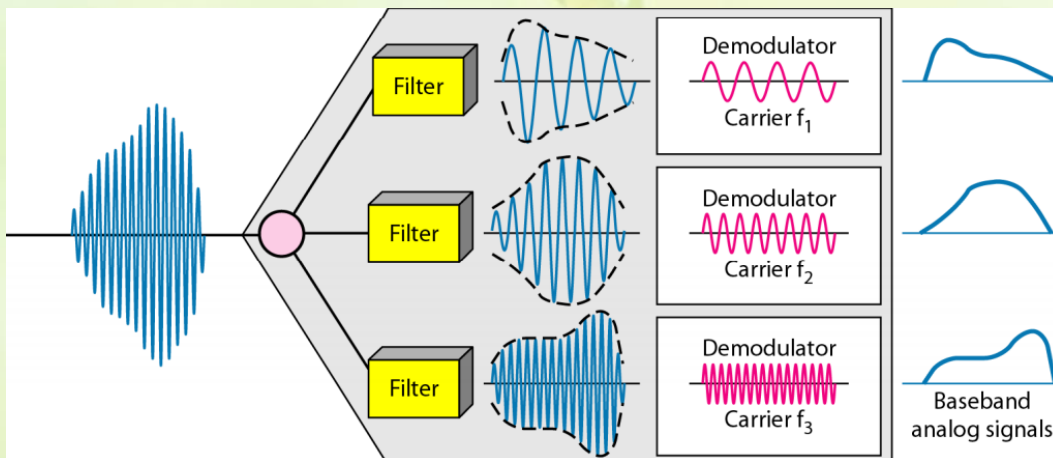 Filter
Demodulator
Carrier f₁
Filter
Demodulator
Carrier f₂
Filter
Demodulator
Carrier f₃
Baseband
analog signals